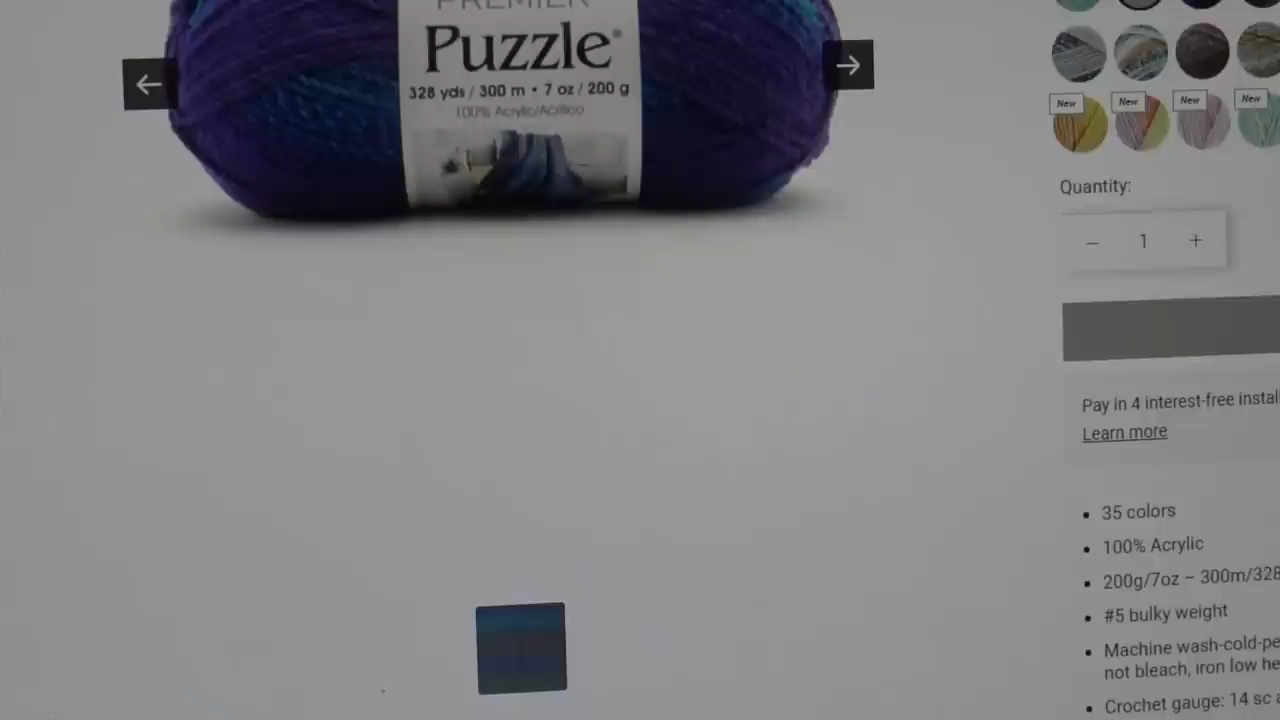 PREMIER
Puzzle®
328 yds / 300 m • 7 oz / 200 g
100% Acrylic/Acrílico
New
New
New
New
Quantity:
– 1 +
Pay in 4 interest-free instal
Learn more
35 colors
100% Acrylic
200g/7oz – 300m/328
#5 bulky weight
Machine wash-cold-pe
not bleach, iron low he
Crochet gauge: 14 sc a